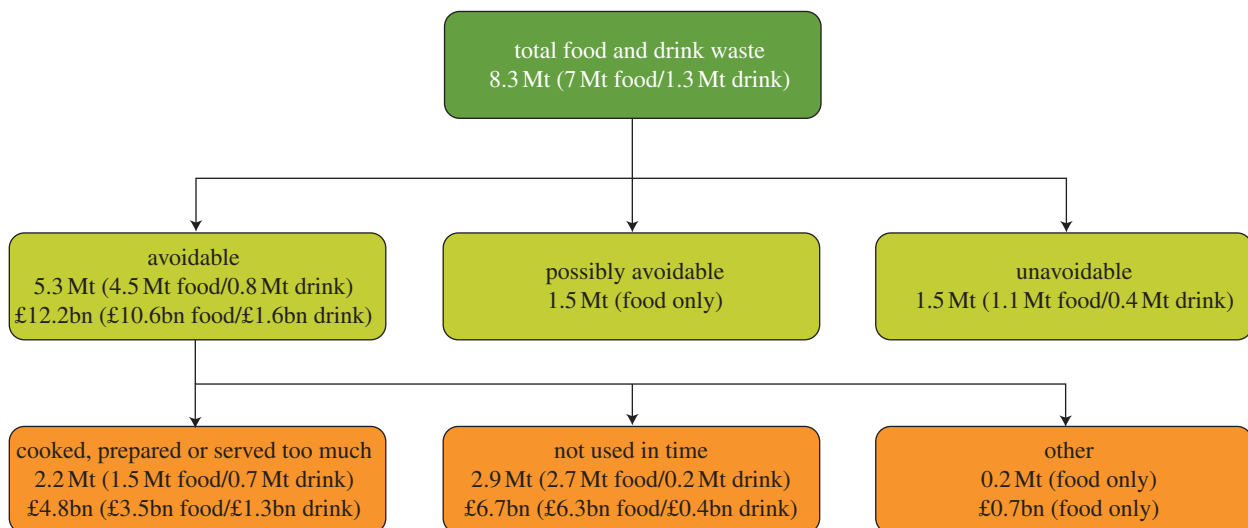 total food and drink waste
8.3 Mt (7 Mt food/1.3 Mt drink)
avoidable
5.3 Mt (4.5 Mt food/0.8 Mt drink)
£12.2bn (£10.6bn food/£1.6bn drink)
possibly avoidable
1.5 Mt (food only)
unavoidable
1.5 Mt (1.1 Mt food/0.4 Mt drink)
cooked, prepared or served too much
2.2 Mt (1.5 Mt food/0.7 Mt drink)
£4.8bn (£3.5bn food/£1.3bn drink)
not used in time
2.9 Mt (2.7 Mt food/0.2 Mt drink)
£6.7bn (£6.3bn food/£0.4bn drink)
other
0.2 Mt (food only)
£0.7bn (food only)